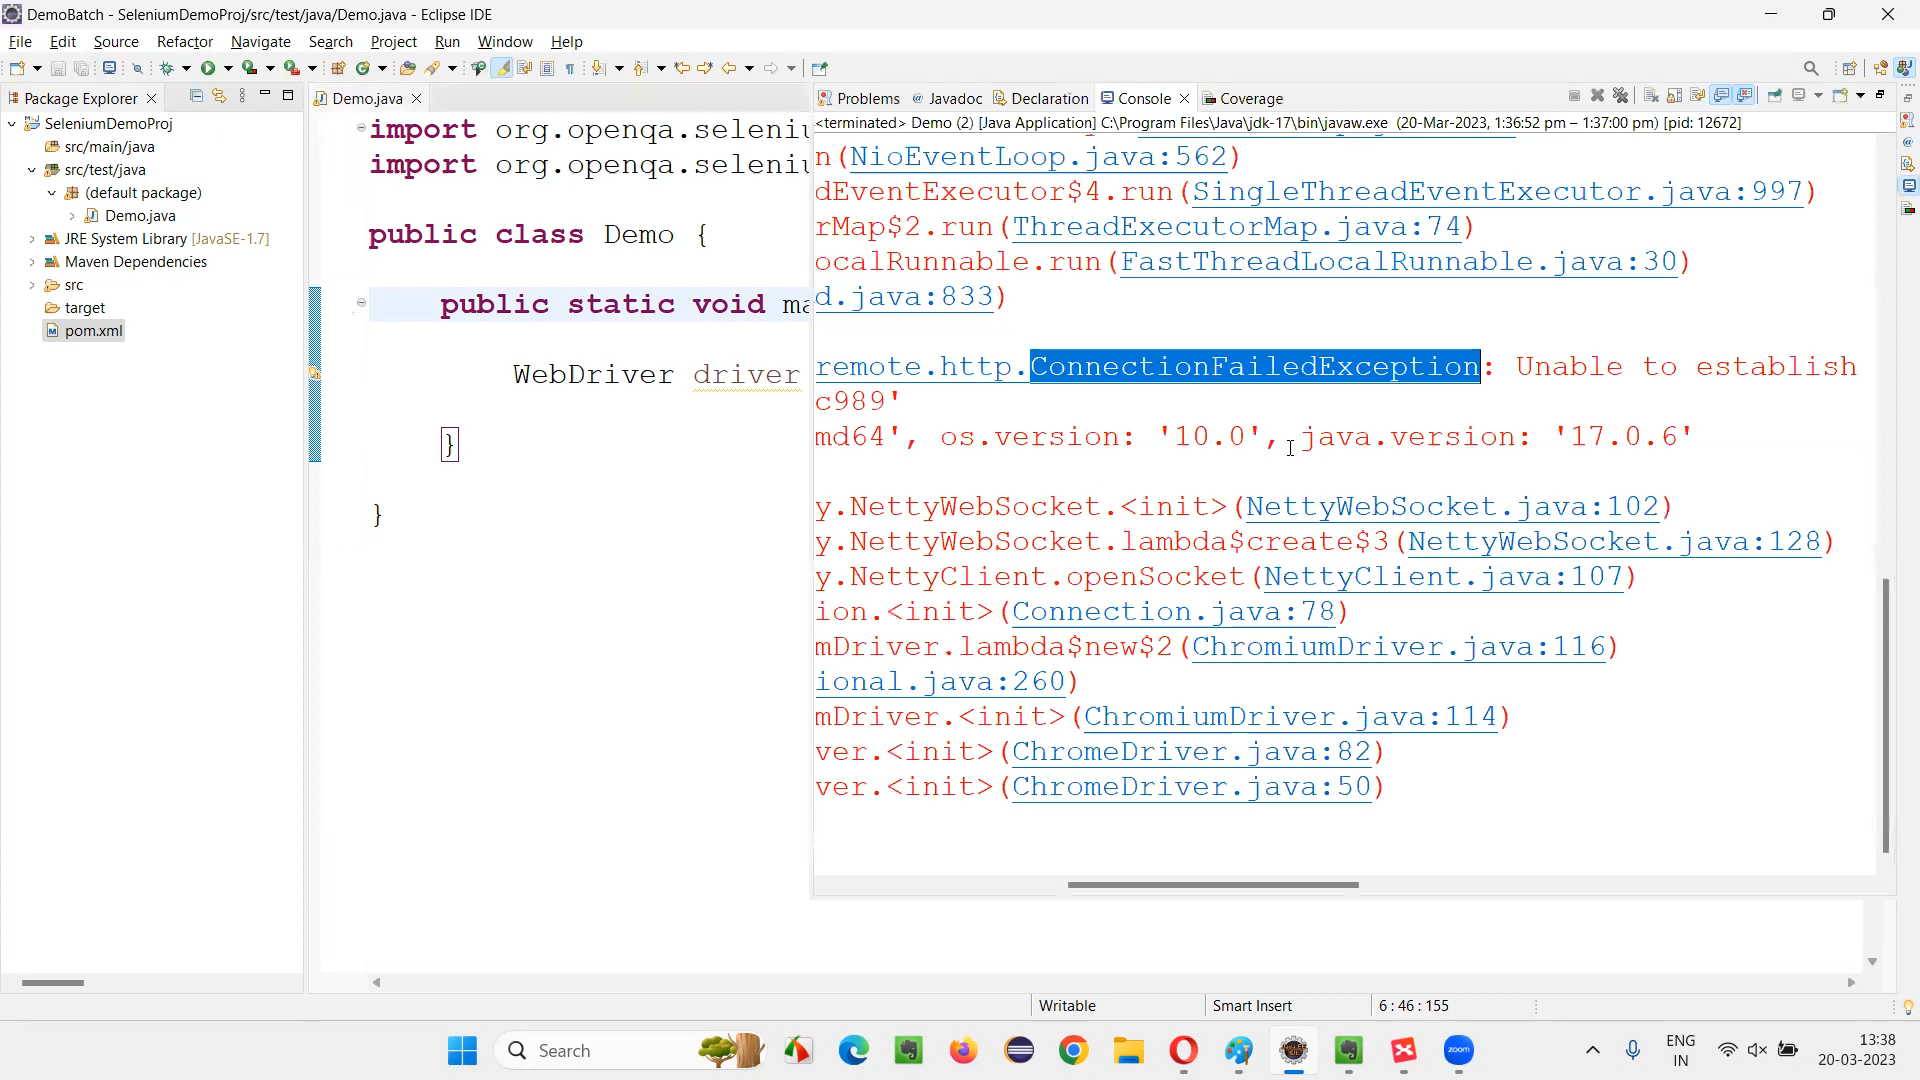 DemoBatch - SeleniumDemoProj/src/test/java/Demo.java - Eclipse IDE
File Edit Source Refactor Navigate Search Project Run Window Help
Package Explorer
SeleniumDemoProj
src/main/java
src/test/java
(default package)
Demo.java
JRE System Library [JavaSE-1.7]
Maven Dependencies
src
target
pom.xml
Demo.java
import org.openqa.seleniu
import org.openqa.seleniu
public class Demo {
public static void ma
WebDriver driver
}
}
Problems @ Javadoc Declaration Console Coverage
<terminated> Demo (2) [Java Application] C:\Program Files\Java\jdk-17\bin\javaw.exe (20-Mar-2023, 1:36:52 pm – 1:37:00 pm) [pid: 12672]
n(NioEventLoop.java:562)
dEventExecutor$4.run(SingleThreadEventExecutor.java:997)
rMap$2.run(ThreadExecutorMap.java:74)
ocalRunnable.run(FastThreadLocalRunnable.java:30)
d.java:833)
remote.http.ConnectionFailedException: Unable to establish
c989'
md64', os.version: '10.0', java.version: '17.0.6'
y.NettyWebSocket.<init>(NettyWebSocket.java:102)
y.NettyWebSocket.lambda$create$3(NettyWebSocket.java:128)
y.NettyClient.openSocket(NettyClient.java:107)
ion.<init>(Connection.java:78)
mDriver.lambda$new$2(ChromiumDriver.java:116)
ional.java:260)
mDriver.<init>(ChromiumDriver.java:114)
ver.<init>(ChromeDriver.java:82)
ver.<init>(ChromeDriver.java:50)
Writable Smart Insert 6 : 46 : 155
Search
zoom
ENG
IN
13:38
20-03-2023